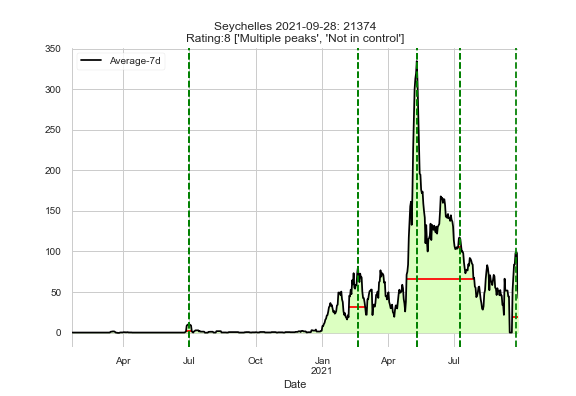 Seychelles 2021-09-28: 21374
Rating:8 ['Multiple peaks', 'Not in control']
350
Average-7d
300
250
200
150
100
50
0
Apr
Jul
Oct
Jan
2021
Apr
Jul
Date